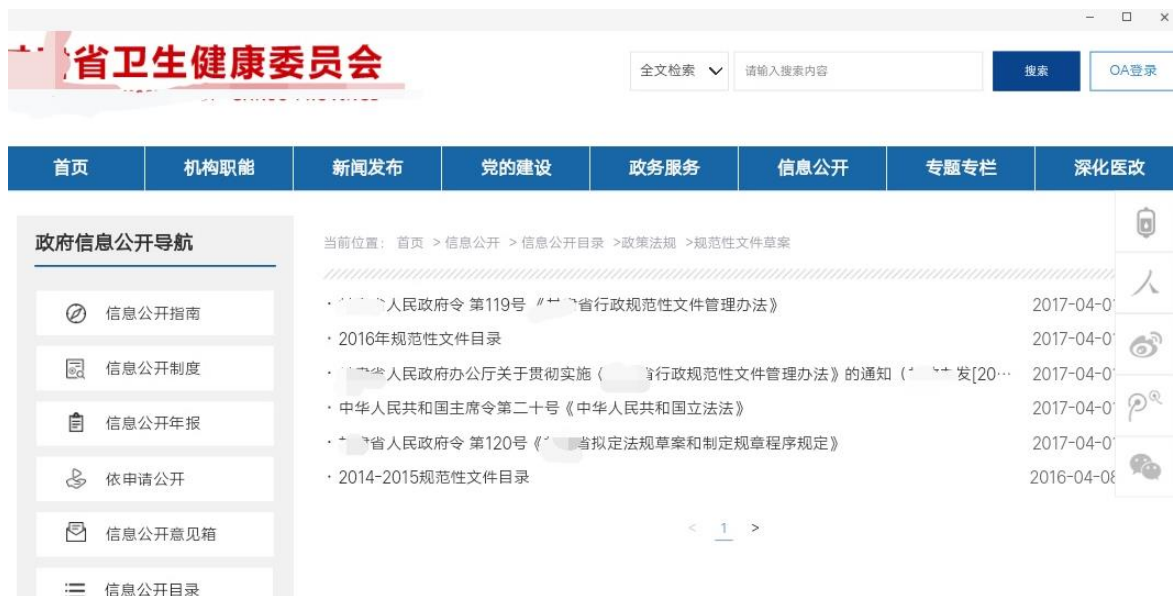 省卫生健康委员会
全文检索 请输入搜索内容 搜索 OA登录
首页 机构职能 新闻发布 党的建设 政务服务 信息公开 专题专栏 深化医改
政府信息公开导航
信息公开指南
信息公开制度
信息公开年报
依申请公开
信息公开意见箱
信息公开目录
当前位置: 首页 >信息公开 >信息公开目录 >政策法规 >规范性文件草案
·省人民政府令 第119号《省行政规范性文件管理办法》 2017-04-0
·2016年规范性文件目录 2017-04-0
·省人民政府办公厅关于贯彻实施《省行政规范性文件管理办法》的通知(发[20… 2017-04-0
·中华人民共和国主席令第二十号《中华人民共和国立法法》 2017-04-0
·省人民政府令 第120号《省拟定法规草案和制定规章程序规定》 2017-04-0
·2014-2015规范性文件目录 2016-04-08
< 1 >